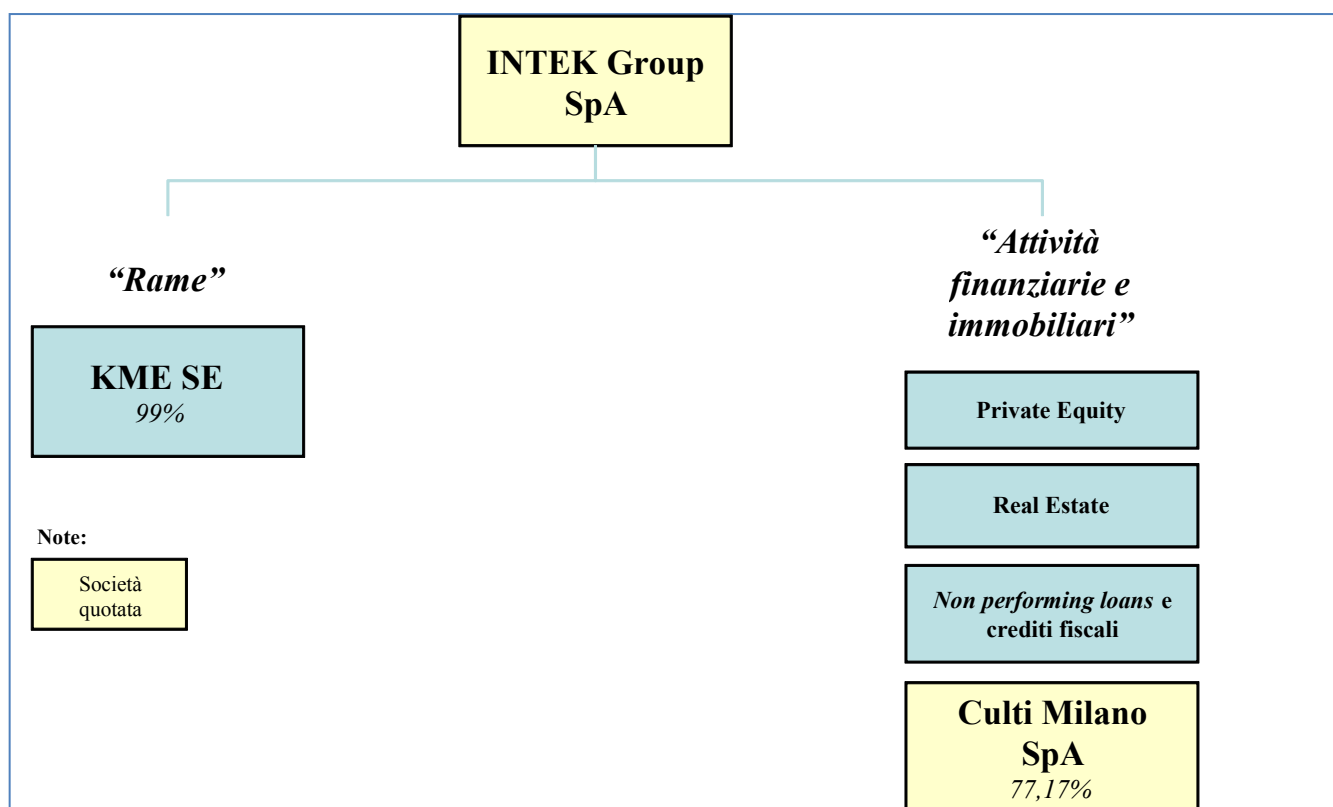 INTEK Group
SpA
“Rame”
KME SE
99%
Note:
Società
quotata
“Attività
finanziarie e
immobiliari”
Private Equity
Real Estate
Non performing loans e
crediti fiscali
Culti Milano
SpA
77,17%